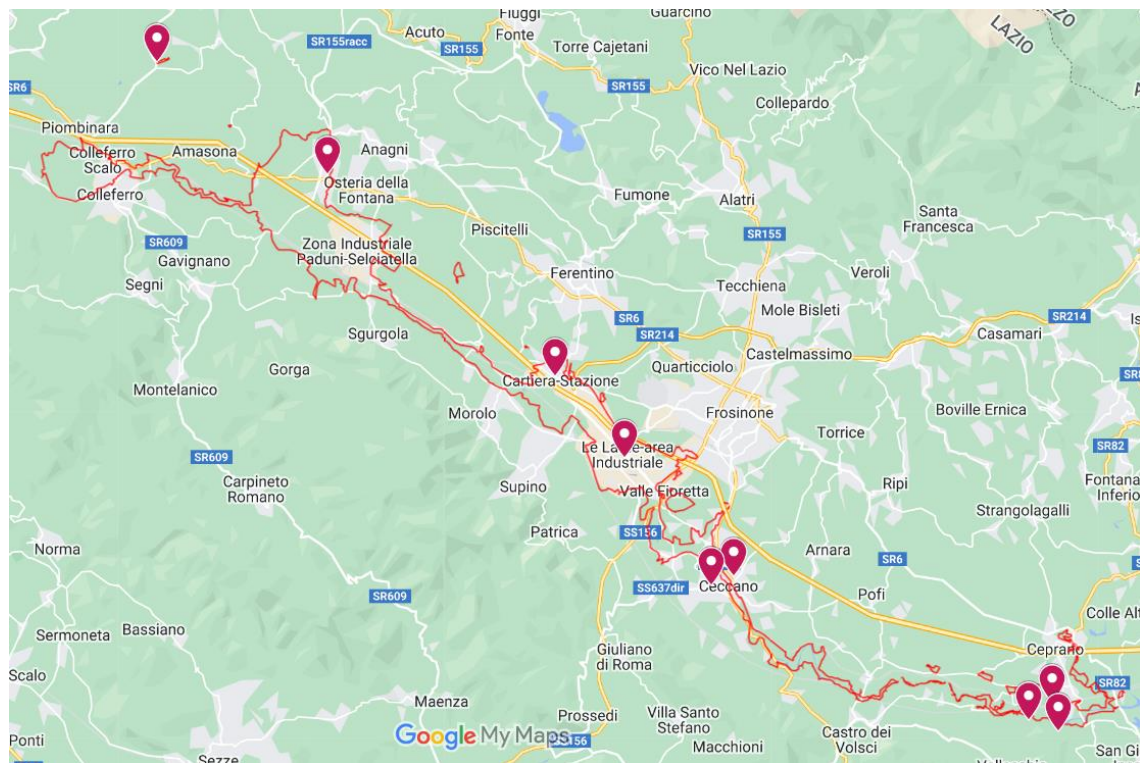 Fiuggi
Fonte
Guarcino
LAZIO
SR155racc
Acuto
SR155
Torre Cajetani
Vico Nel Lazio
SR155
SR6
Collepardo
Piombinara
Colleferro
Scalo
Amasona
Anagni
Colleferro
Osteria della
Fontana
Fumone
Alatri
Santa
Francesca
SR609
Gavignano
Zona Industriale
Paduni-Selciatella
Piscitelli
SR155
Segni
Ferentino
Tecchiena
Veroli
Mole Bisleti
Sgurgola
SR6
SR214
SR214
Casamari
Gorga
Castelmassimo
Cartiera-Stazione
Quarticciolo
Montelanico
Morolo
Frosinone
Boville Ernica
Torrice
SR82
Industriale
SR609
Carpineto
Romano
Supino
Valle Fioretta
Ripi
Fontana
Inferio
Patrica
SS156
Strangolagalli
Norma
Arnara
SR6
SS637dir
Ceccano
SR609
Pofi
Colle Alt
Sermoneta
Bassiano
Giuliano
di Roma
Ceprano
Scalo
Maenza
SR82
Prossedi
Villa Santo
Stefano
Castro dei
Volsci
Google My Maps
SS156
Macchioni
Ponti
San Gi
Sezze